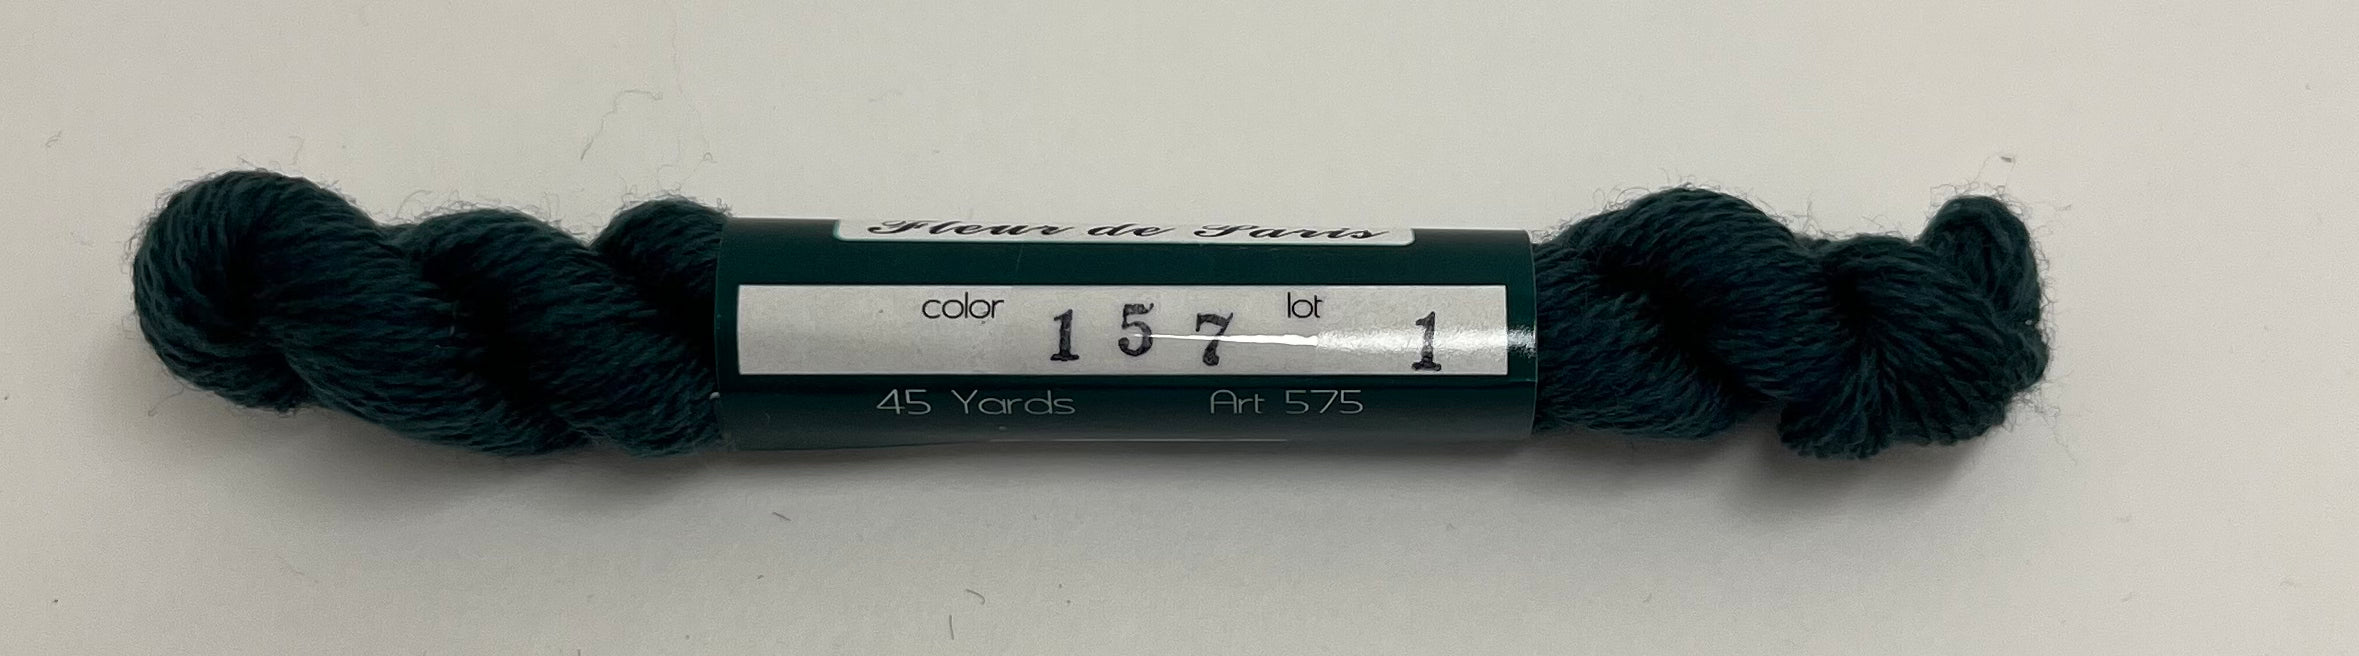 Fleur de Paris
color 157 lot 1
45 Yards Art 575